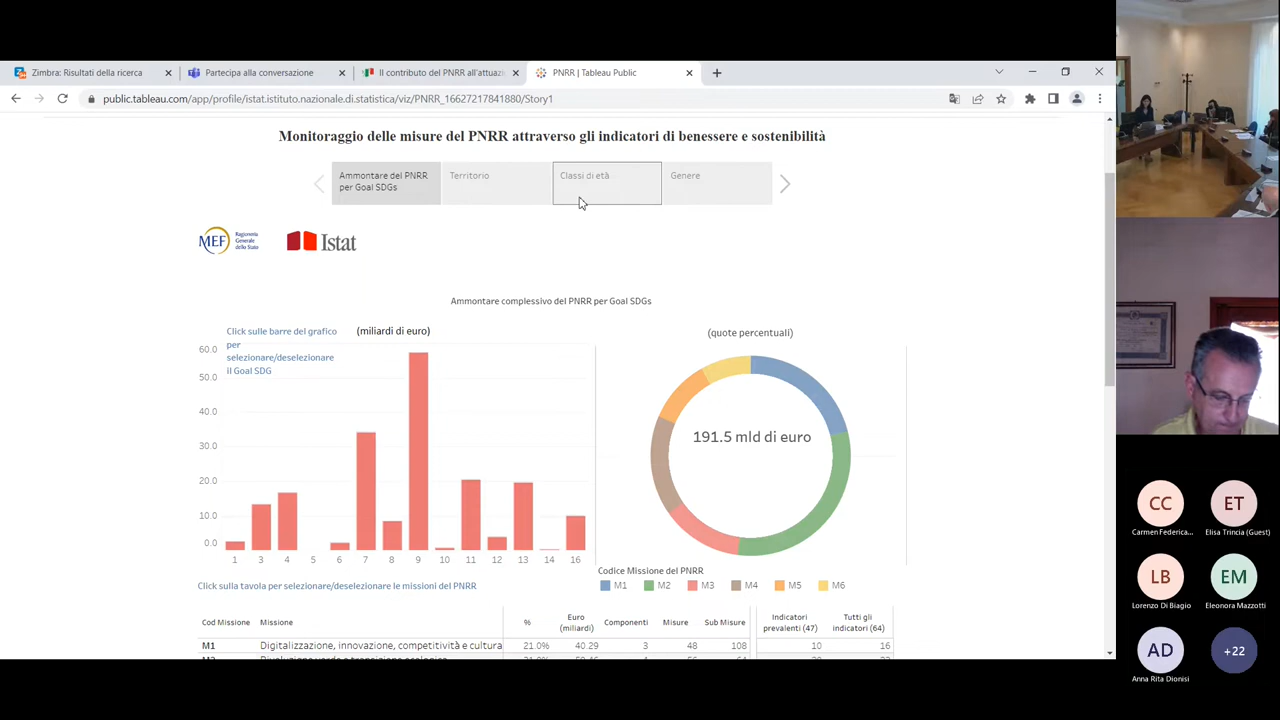 Zimbra: Risultati della ricerca
Partecipa alla conversazione
Il contributo del PNRR all'attuaz
PNRR | Tableau Public
public.tableau.com/app/profile/istat.istituto.nazionale.di.statistica/viz/PNRR_16627217841880/Story1
Monitoraggio delle misure del PNRR attraverso gli indicatori di benessere e sostenibilità
Ammontare del PNRR
per Goal SDGs
Territorio
Classi di età
Genere
MEF
Ragioneria
Generale
dello Stato
Istat
Ammontare complessivo del PNRR per Goal SDGs
Click sulle barre del grafico
per
selezionare/deselezionare
il Goal SDG
(miliardi di euro)
60.0
50.0
40.0
30.0
20.0
10.0
0.0
1 3 4 5 6 7 8 9 10 11 12 13 14 16
(quote percentuali)
191.5 mld di euro
Codice Missione del PNRR
M1 M2 M3 M4 M5 M6
Click sulla tavola per selezionare/deselezionare le missioni del PNRR
Cod Missione Missione % Euro (miliardi) Componenti Misure Sub Misure Indicatori prevalenti (47) Tutti gli indicatori (64)
M1 Digitalizzazione, innovazione, competitività e cultura 21.0% 40.29 3 48 108 10 16
CC
Carmen Federica...
ET
Elisa Trincia (Guest)
LB
Lorenzo Di Biagio
EM
Eleonora Mazzotti
AD
Anna Rita Dionisi
+22